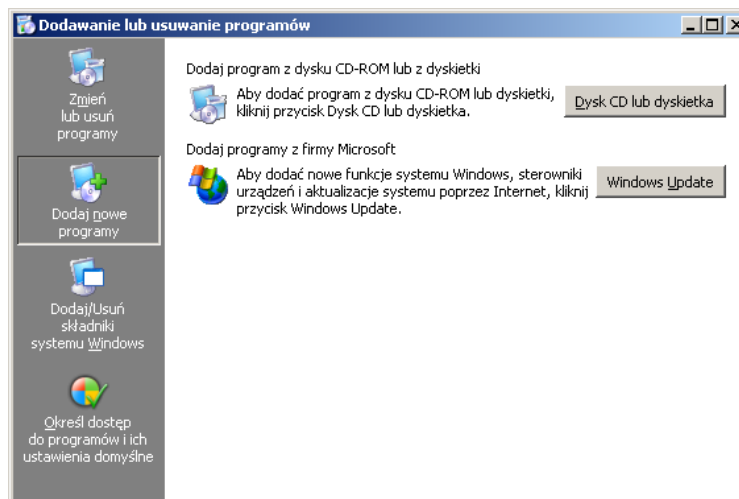 Dodawanie lub usuwanie programów
Zmień
lub usuń
programy
Dodaj nowe
programy
Dodaj/Usuń
składniki
systemu Windows
Określ dostęp
do programów i ich
ustawienia domyślne
Dodaj program z dysku CD-ROM lub z dyskietki
Aby dodać program z dysku CD-ROM lub dyskietki,
kliknij przycisk Dysk CD lub dyskietka.
Dysk CD lub dyskietka
Dodaj programy z firmy Microsoft
Aby dodać nowe funkcje systemu Windows, sterowniki
urządzeń i aktualizacje systemu poprzez Internet, kliknij
przycisk Windows Update.
Windows Update